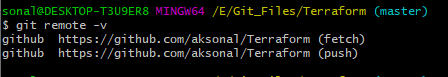 sonal@DESKTOP-T3U9ER8 MINGW64 /E/Git_Files/Terraform (master)
$ git remote -v
github  https://github.com/aksonal/Terraform (fetch)
github  https://github.com/aksonal/Terraform (push)